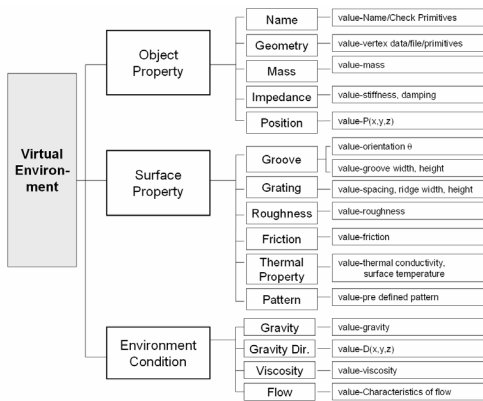 Virtual
Environ-
ment
Object
Property
Name
value-Name/Check Primitives
Geometry
value-vertex data/file/primitives
Mass
value-mass
Impedance
value-stiffness, damping
Position
value-P(x,y,z)
Surface
Property
Groove
value-orientation θ
value-groove width, height
Grating
value-spacing, ridge width, height
Roughness
value-roughness
Friction
value-friction
Thermal
Property
value-thermal conductivity,
surface temperature
Pattern
value-pre defined pattern
Environment
Condition
Gravity
value-gravity
Gravity Dir.
value-D(x,y,z)
Viscosity
value-viscosity
Flow
value-Characteristics of flow